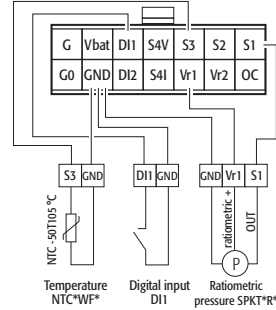 G Vbat DI1 S4V S3 S2 S1
G0 GND DI2 S4I Vr1 Vr2 OC
S3 GND DI1 GND GND Vr1 S1
NTC -50T105 °C
ratiometric +
OUT
P
Temperature
NTC*WF*
Digital input
DI1
Ratiometric
pressure SPKT*R*